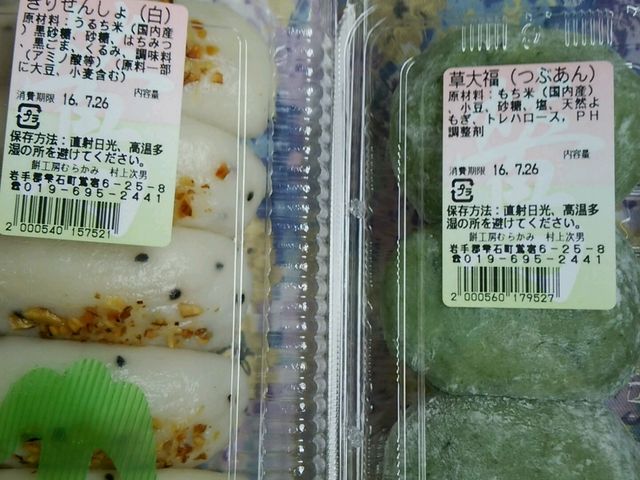 きりせんしょ（白）
原材料：うるち米（国内産
）黒砂糖、砂糖、はちみつ
、黒ごま、くるみ、調味料
（アミノ酸等）（原料一部
に大豆、小麦含む）
消費期限 16.7.26 内容量
プラ
保存方法：直射日光、高温多
湿の所を避けてください。
餅工房むらかみ 村上次男
岩手郡雫石町鶯宿6-25-8
☎019-695-2441
2 000540 157521
草大福（つぶあん）
原材料：もち米（国内産）
、小豆、砂糖、塩、天然よ
もぎ、トレハロース，PH
調整剤
消費期限 16.7.26 内容量
プラ
保存方法：直射日光、高温多
湿の所を避けてください。
餅工房むらかみ 村上次男
岩手郡雫石町鶯宿6-25-8
☎019-695-2441
2 000560 179527